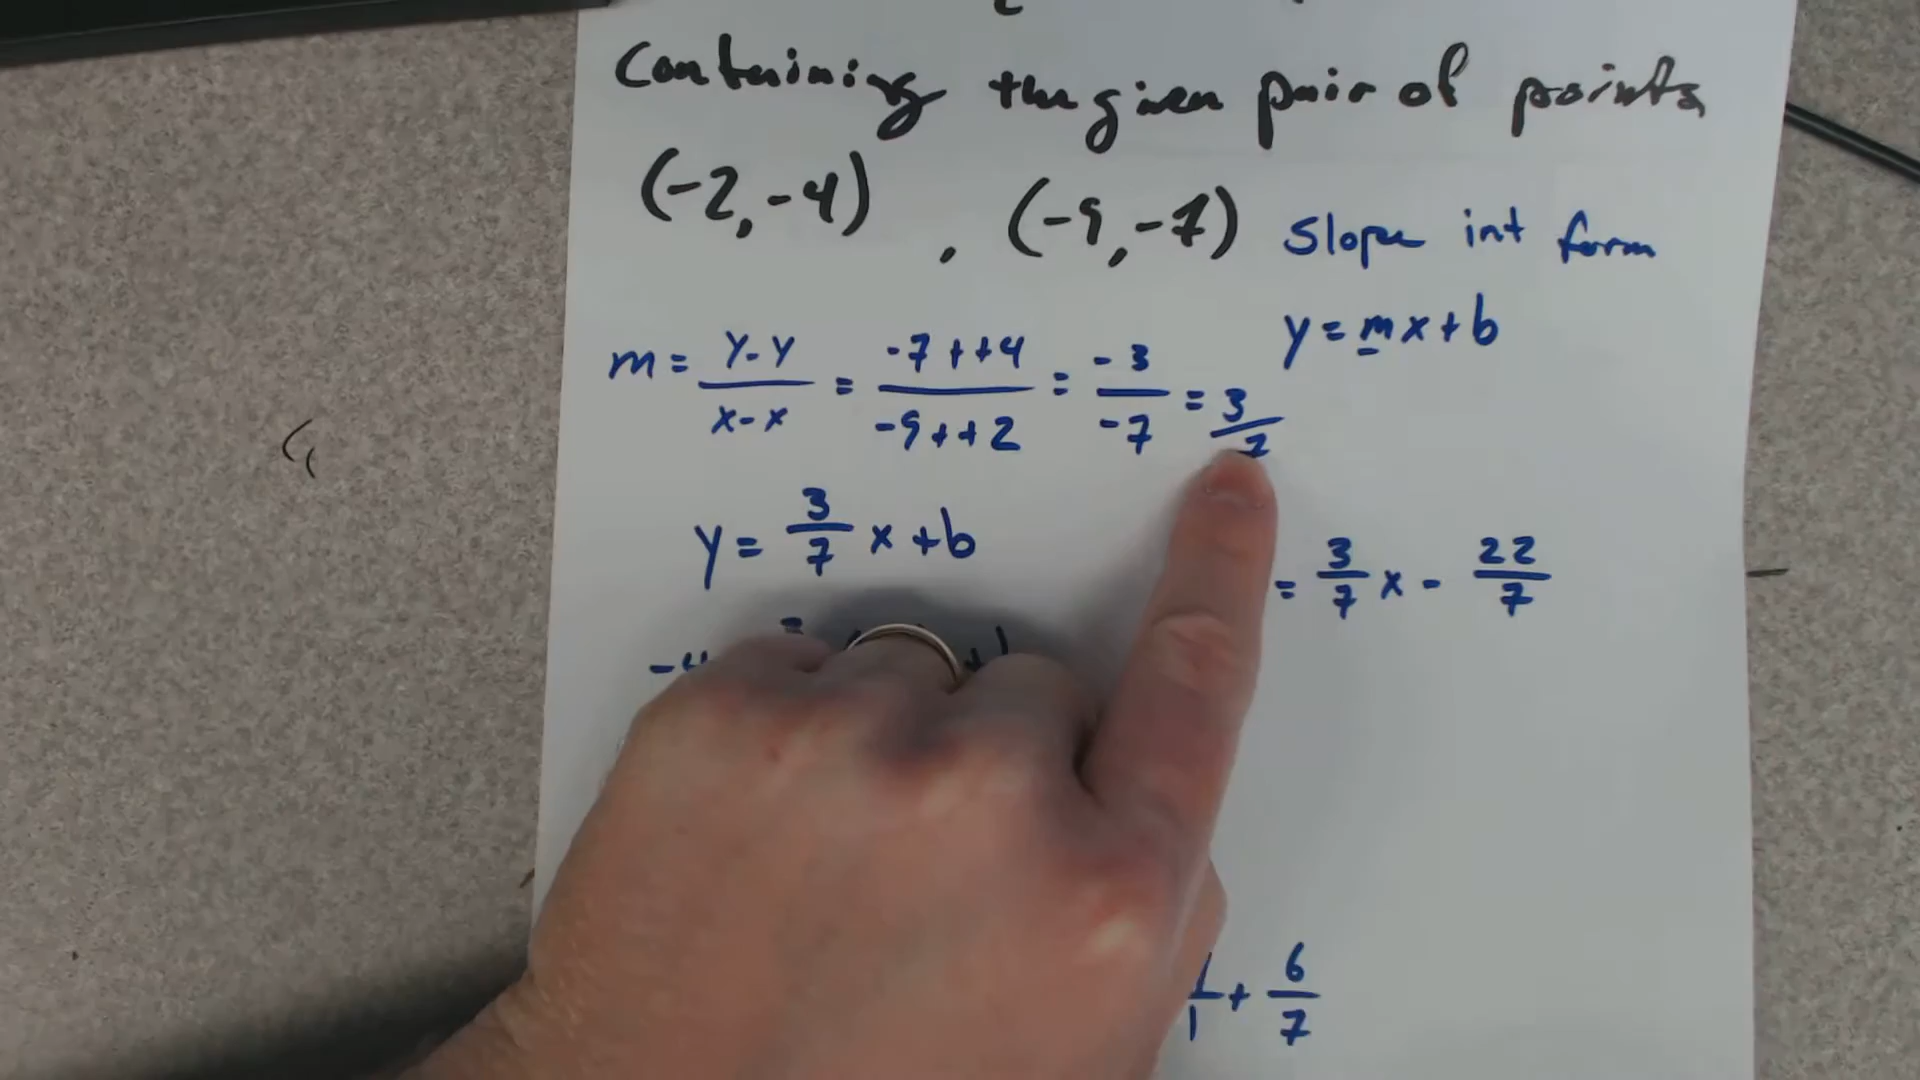 Containing the given pair of points
(-2,-4) , (-9,-7) Slope int form
y = mx + b
m = y-y/x-x = -7++4/-9++2 = -3/-7 = 3/7
y = 3/7 x + b
= 3/7 x - 22/7
+ 6/7